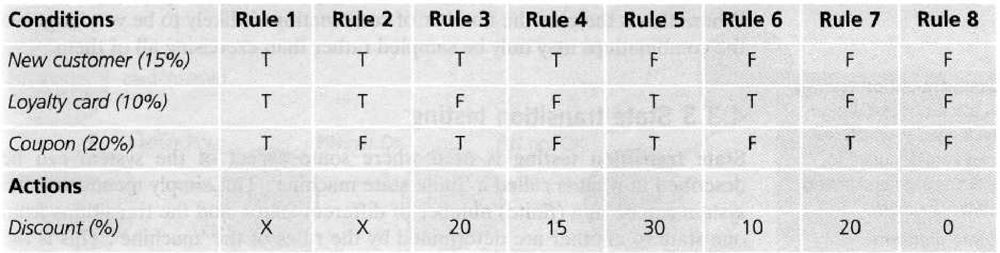 Conditions Rule 1 Rule 2 Rule 3 Rule 4 Rule 5 Rule 6 Rule 7 Rule 8
New customer (15%) T T T T F F F F
Loyalty card (10%) T T F F T T F F
Coupon (20%) T F T F T F T F
Actions
Discount (%) X X 20 15 30 10 20 0